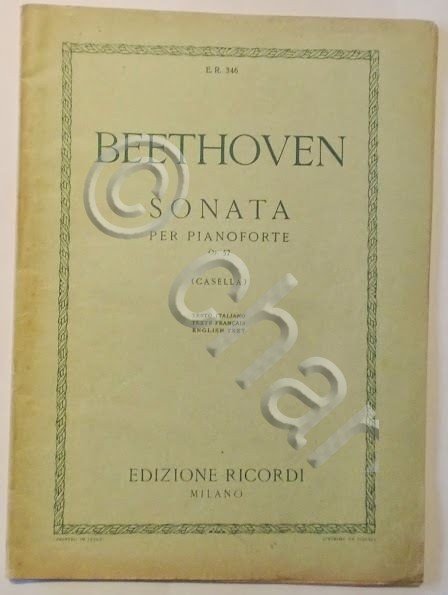 E. R. 346
BEETHOVEN
SONATA
PER PIANOFORTE
Op. 57
(CASELLA)
TESTO ITALIANO
TEXTE FRANÇAIS
ENGLISH TEXT
EDIZIONE RICORDI
MILANO
© char